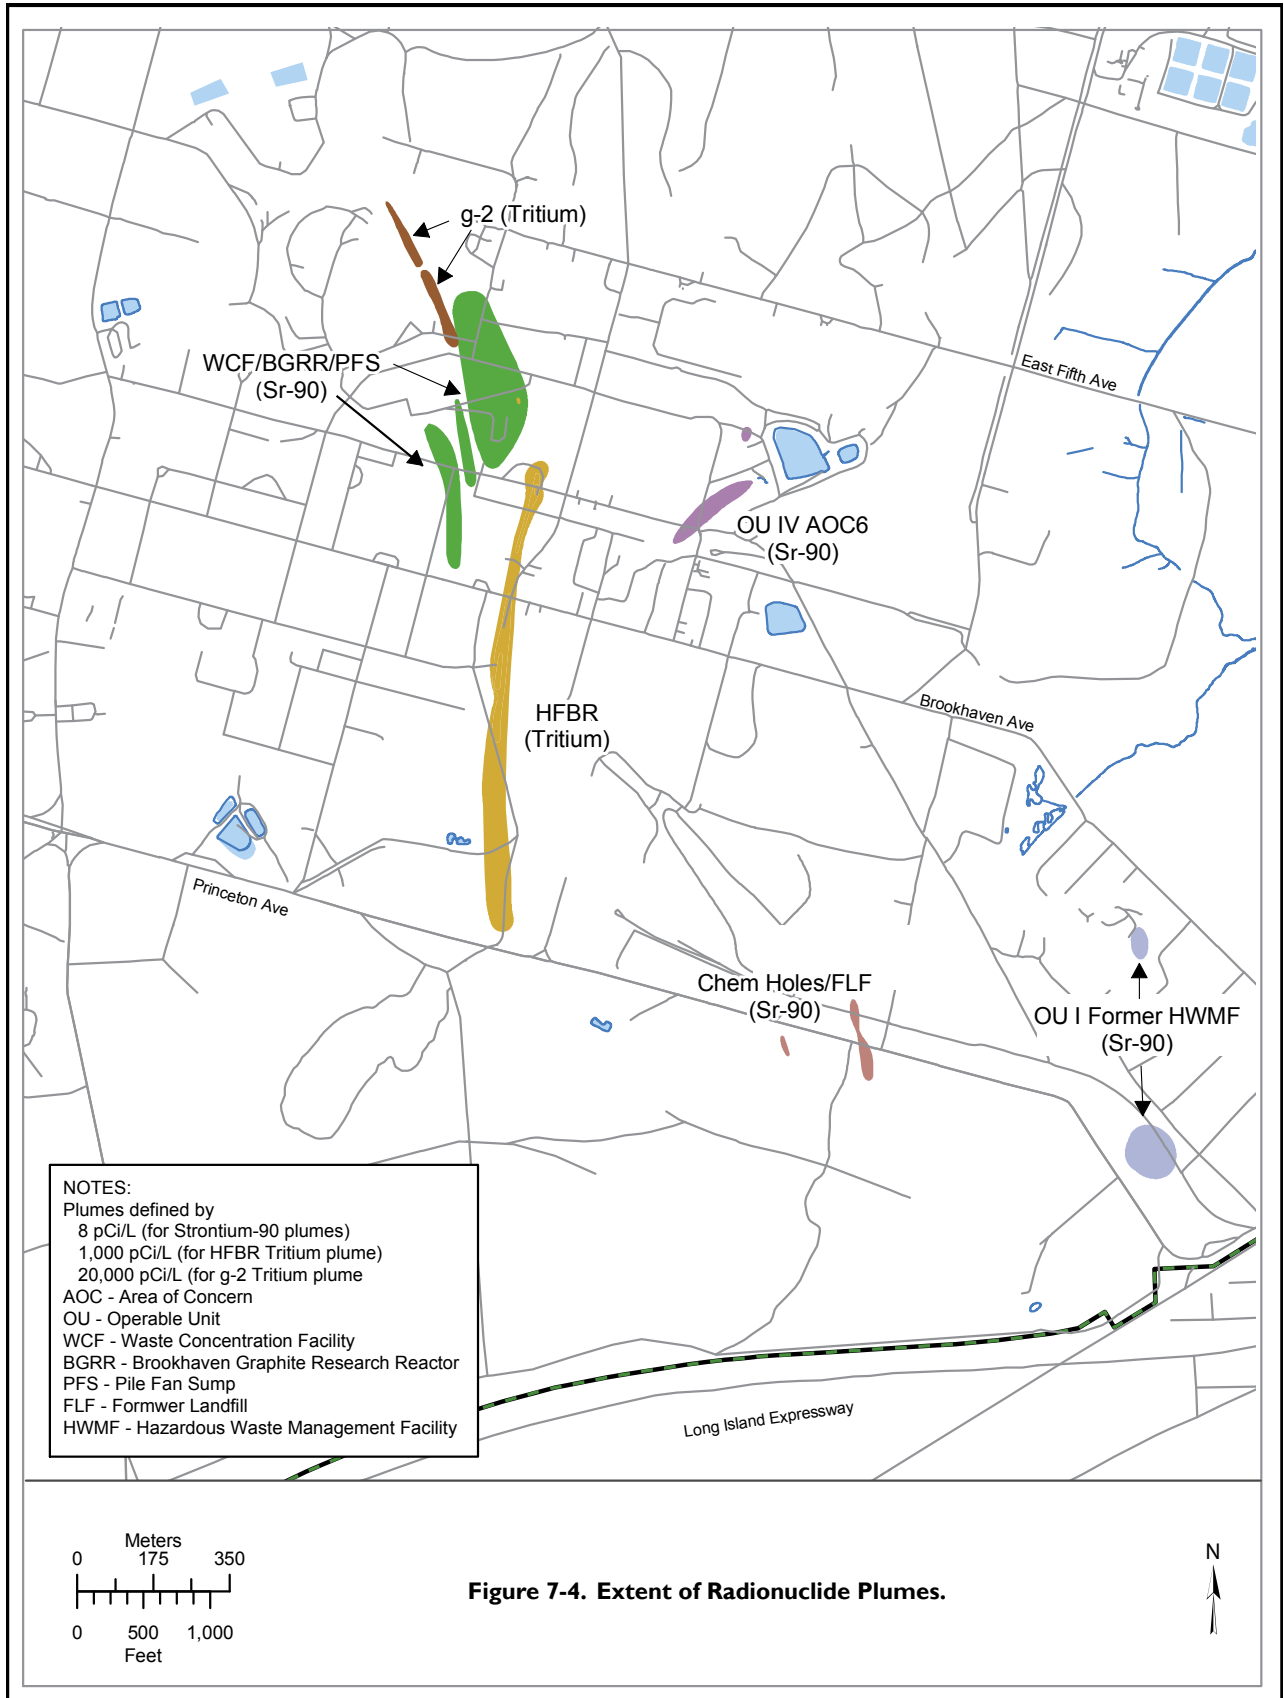 g-2 (Tritium)
WCF/BGRR/PFS
(Sr-90)
East Fifth Ave
OU IV AOC6
(Sr-90)
HFBR
(Tritium)
Brookhaven Ave
Princeton Ave
Chem Holes/FLF
(Sr-90)
OU I Former HWMF
(Sr-90)
NOTES:
Plumes defined by
8 pCi/L (for Strontium-90 plumes)
1,000 pCi/L (for HFBR Tritium plume)
20,000 pCi/L (for g-2 Tritium plume
AOC - Area of Concern
OU - Operable Unit
WCF - Waste Concentration Facility
BGRR - Brookhaven Graphite Research Reactor
PFS - Pile Fan Sump
FLF - Formwer Landfill
HWMF - Hazardous Waste Management Facility
Long Island Expressway
Meters
0 175 350
0 500 1,000
Feet
Figure 7-4. Extent of Radionuclide Plumes.
N